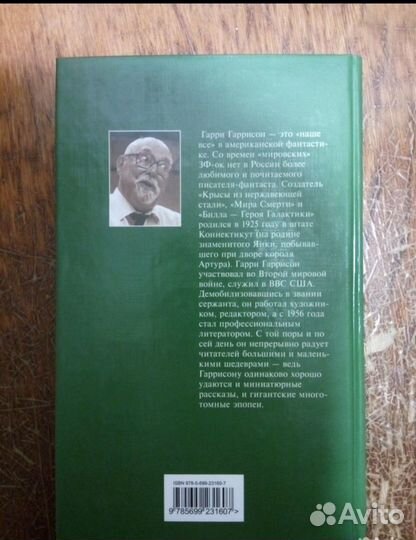 Гарри Гаррисон — это «наше
все» в американской фантасти-
ке. Со времен «мировских»
ЗФ-ок нет в России более
любимого и почитаемого
писателя-фантаста. Создатель
«Крысы из нержавеющей
стали», «Мира Смерти» и
«Билла — Героя Галактики»
родился в 1925 году в штате
Коннектикут (на родине
знаменитого Янки, побывав-
шего при дворе короля
Артура). Гарри Гаррисон
участвовал во Второй мировой
войне, служил в ВВС США.
Демобилизовавшись в звании
сержанта, он работал художни-
ком, редактором, а с 1956 года
стал профессиональным
литератором. С той поры и по
сей день он непрерывно радует
читателей большими и малень-
кими шедеврами — ведь
Гаррисону одинаково хорошо
удаются и миниатюрные
рассказы, и гигантские много-
томные эпопеи.
ISBN 978-5-699-23160-7
9 785699 231607 >
Avito